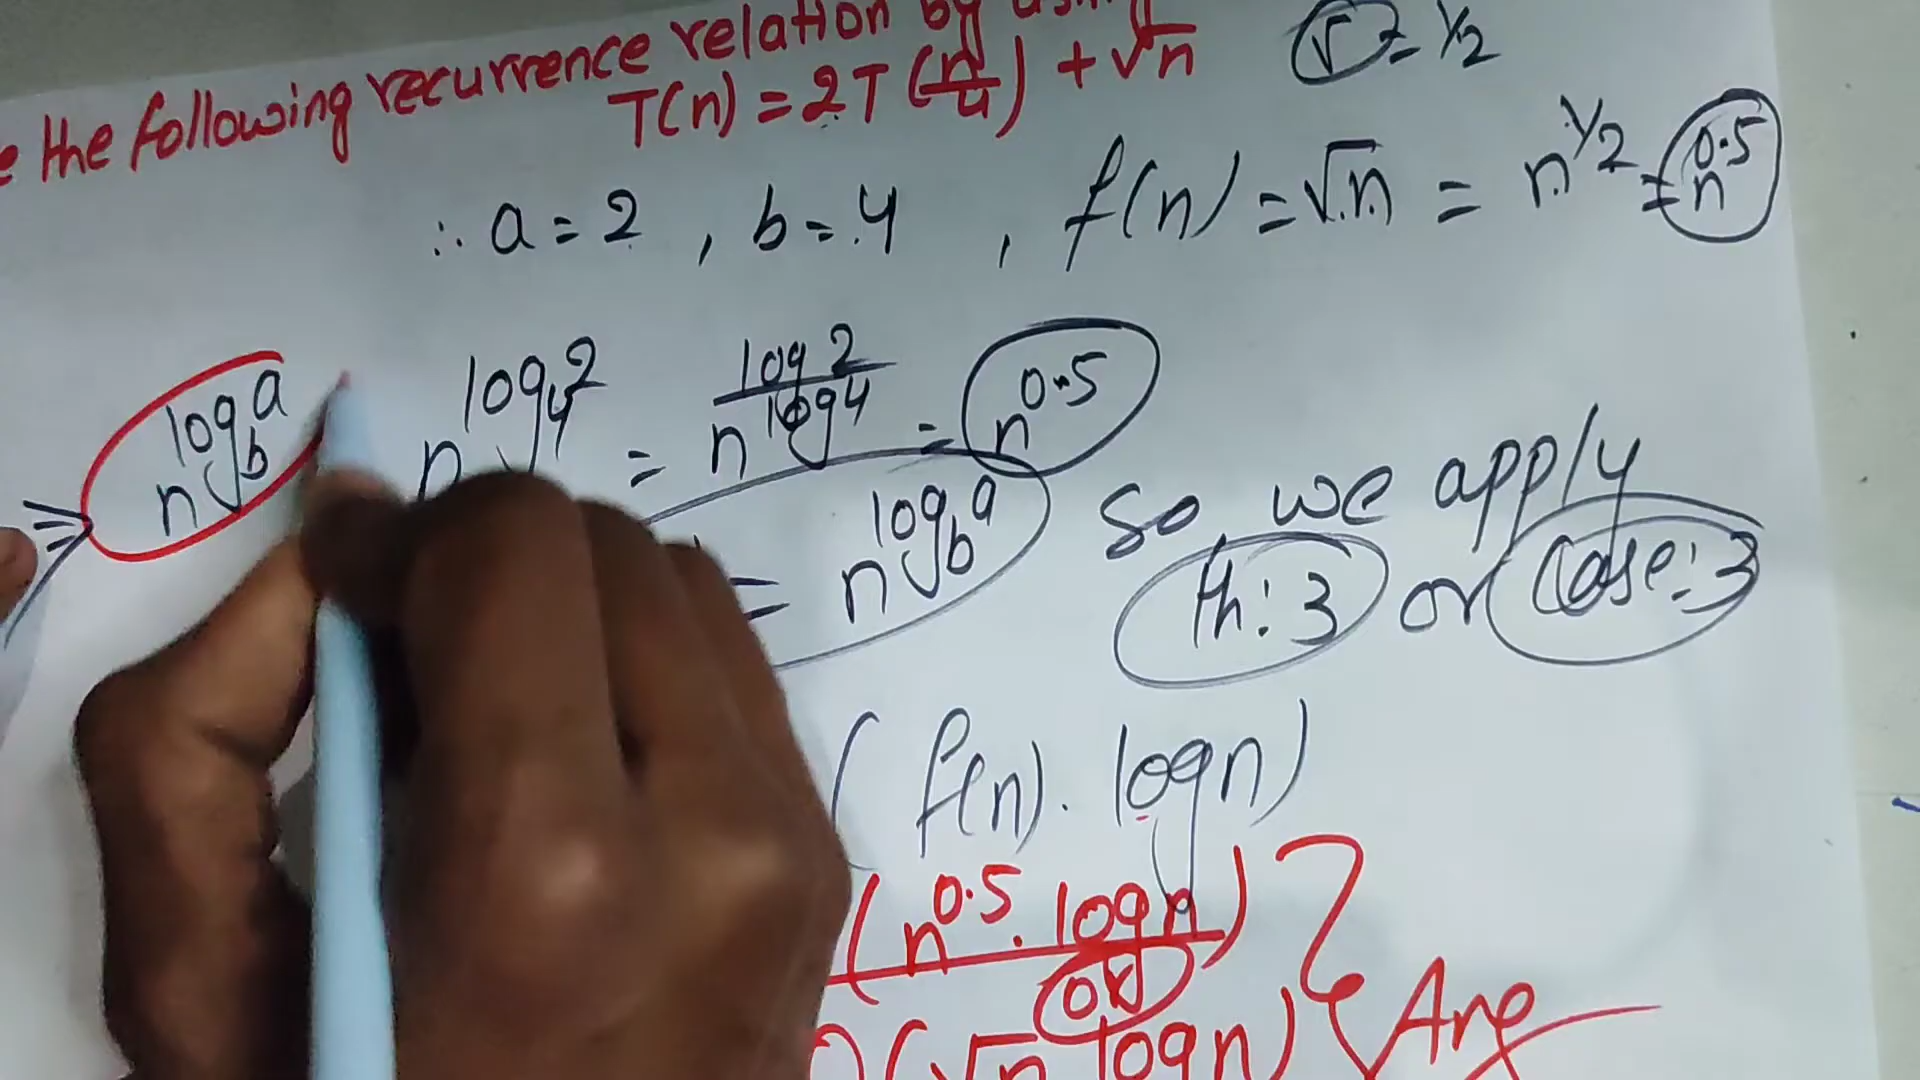 the following recurrence relation by
T(n) = 2T(n/4) + √n
√ = 1/2
∴ a = 2 , b = 4 , f(n) = √n = n^1/2 = n^0.5
n^log_b a n^log_4 2 = n^(log 2/log 4) = n^0.5
= n^log_b a so we apply
th: 3 or Case: 3
( f(n) . log n)
(n^0.5 . log n)
or
(√n log n) Ans